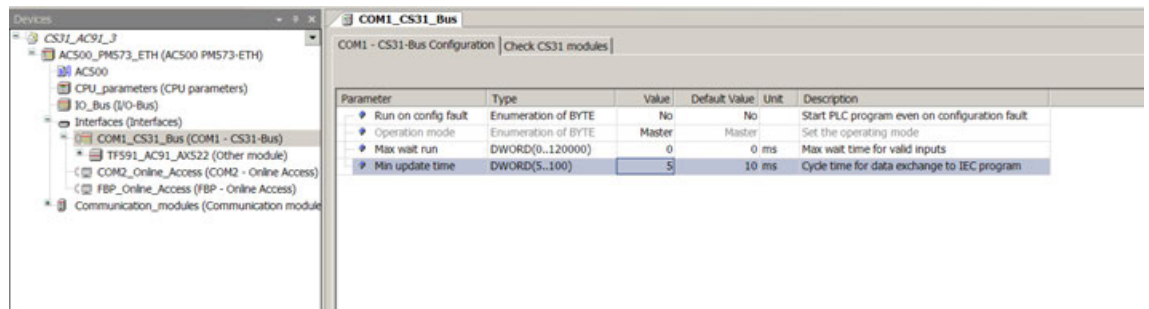 Devices
CS31_AC91_3
AC500_PM573_ETH (AC500 PM573-ETH)
AC500
CPU_parameters (CPU parameters)
IO_Bus (I/O-Bus)
Interfaces (Interfaces)
COM1_CS31_Bus (COM1 - CS31-Bus)
TF591_AC91_AX522 (Other module)
COM2_Online_Access (COM2 - Online Access)
FBP_Online_Access (FBP - Online Access)
Communication_modules (Communication module
COM1_CS31_Bus
COM1 - CS31-Bus Configuration Check CS31 modules
Parameter Type Value Default Value Unit Description
Run on config fault Enumeration of BYTE No No Start PLC program even on configuration fault
Operation mode Enumeration of BYTE Master Master Set the operating mode
Max wait run DWORD(0..120000) 0 0 ms Max wait time for valid inputs
Min update time DWORD(5..100) 5 10 ms Cycle time for data exchange to IEC program